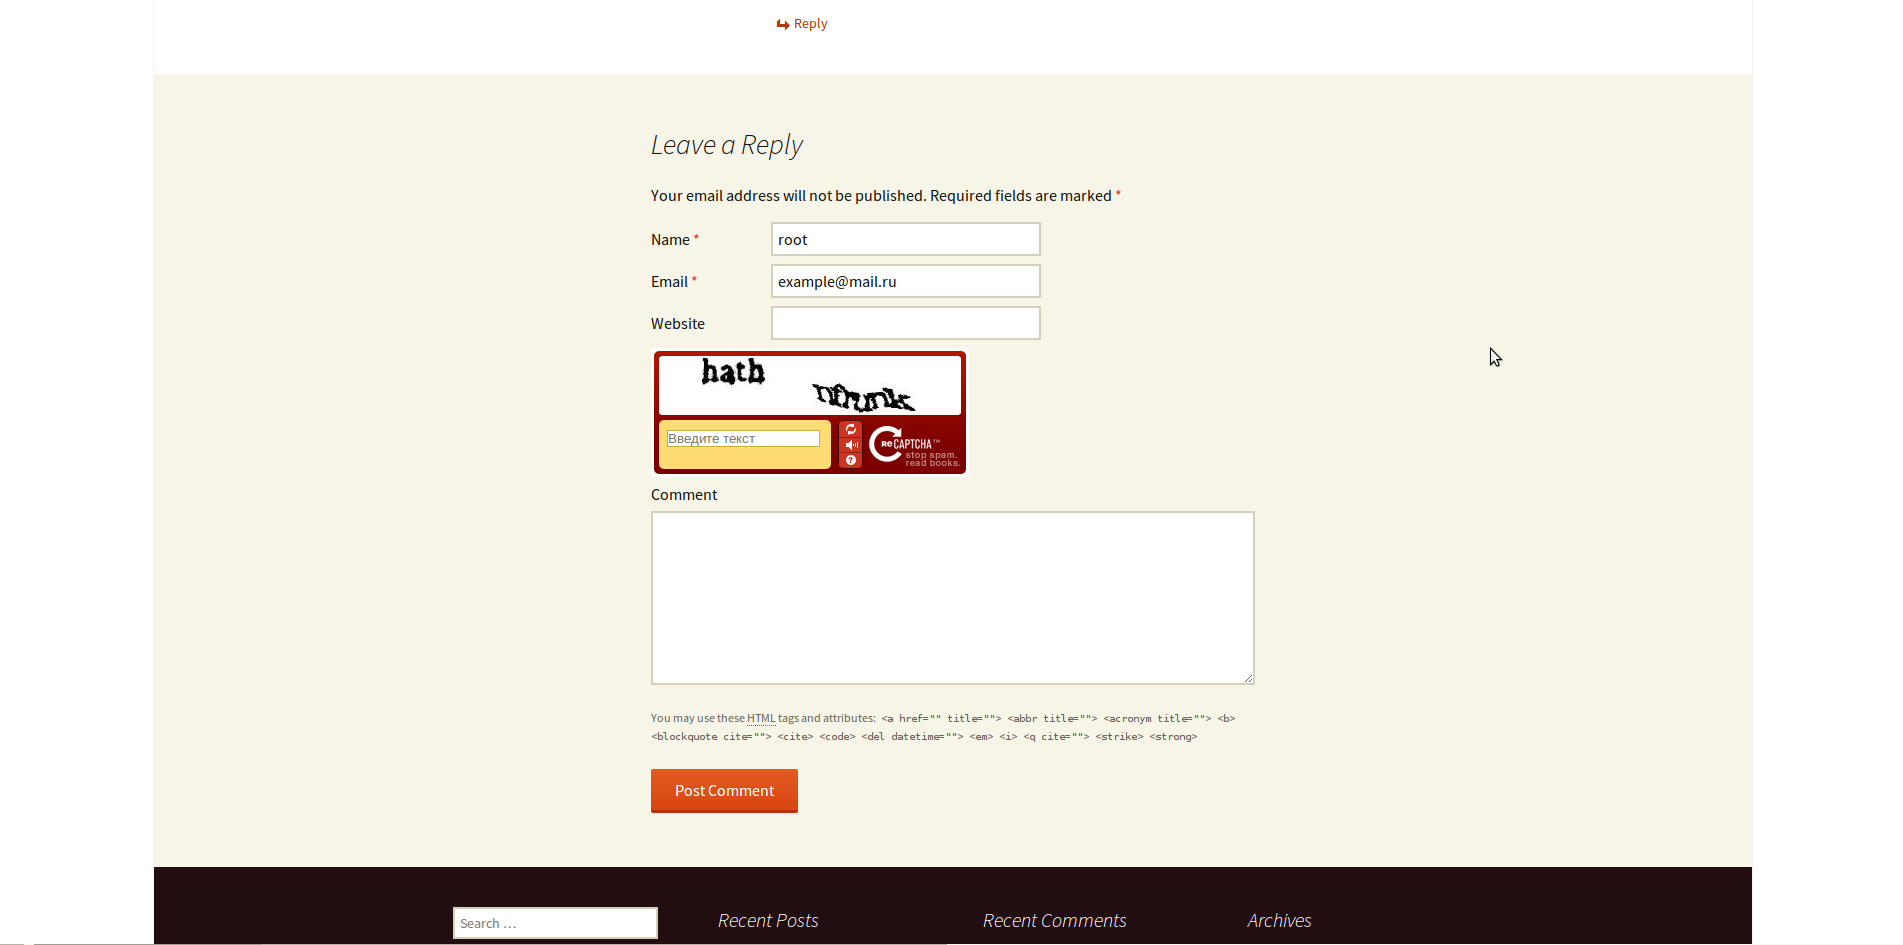 Reply
Leave a Reply
Your email address will not be published. Required fields are marked *
Name * root
Email * example@mail.ru
Website
Введите текст
reCAPTCHA™
stop spam.
read books.
Comment
You may use these HTML tags and attributes: <a href="" title=""> <abbr title=""> <acronym title=""> <b>
<blockquote cite=""> <cite> <code> <del datetime=""> <em> <i> <q cite=""> <strike> <strong>
Post Comment
Search …
Recent Posts
Recent Comments
Archives